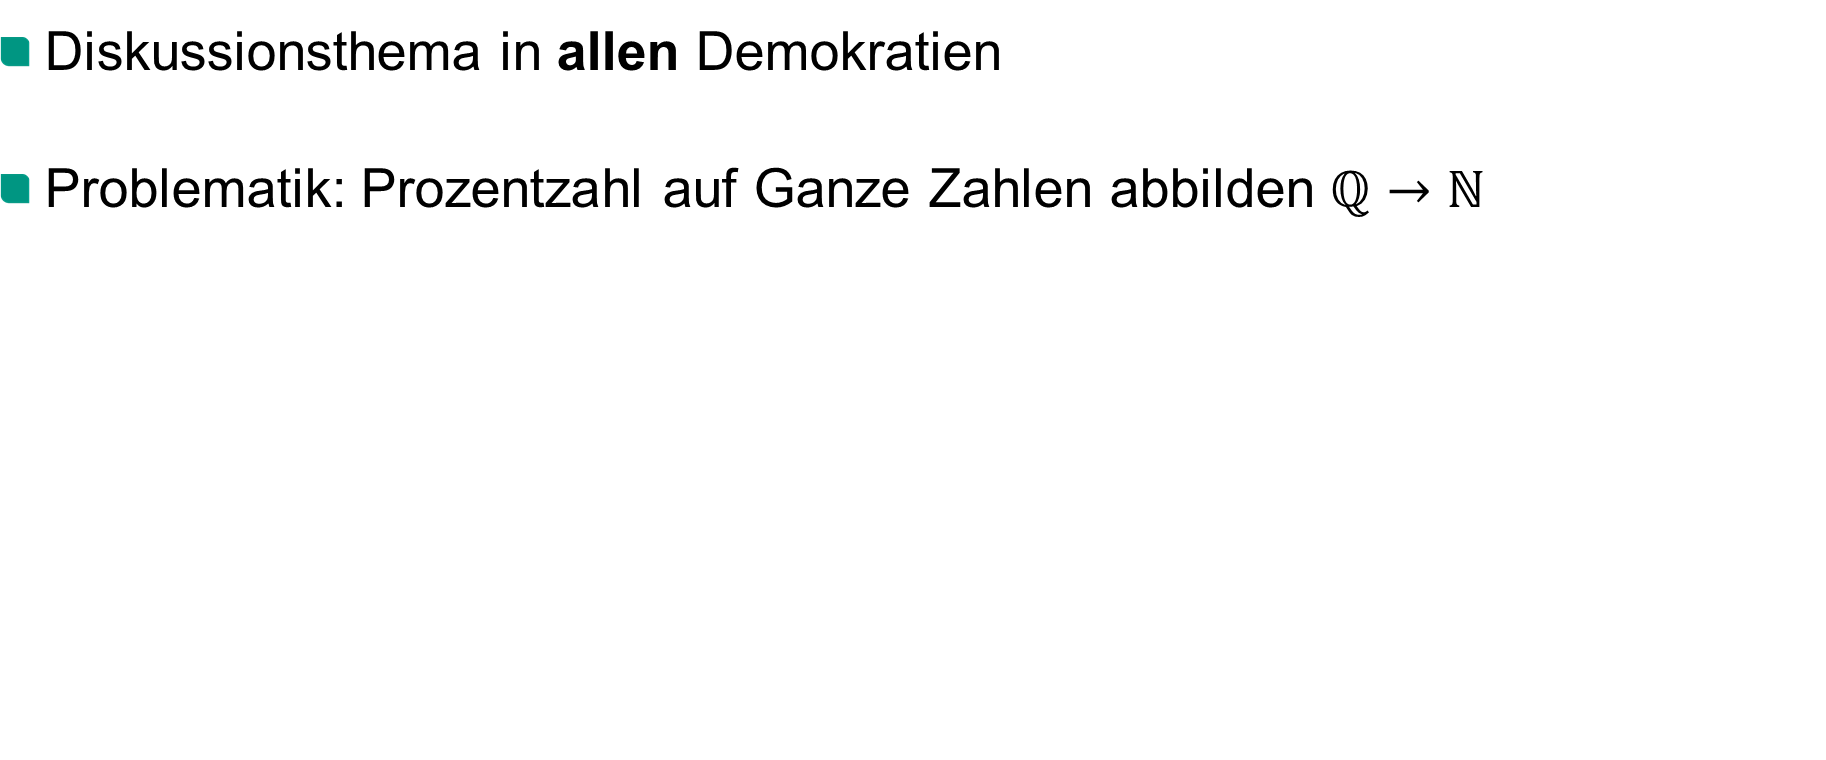 Diskussionsthema in allen Demokratien
Problematik: Prozentzahl auf Ganze Zahlen abbilden ℚ → ℕ